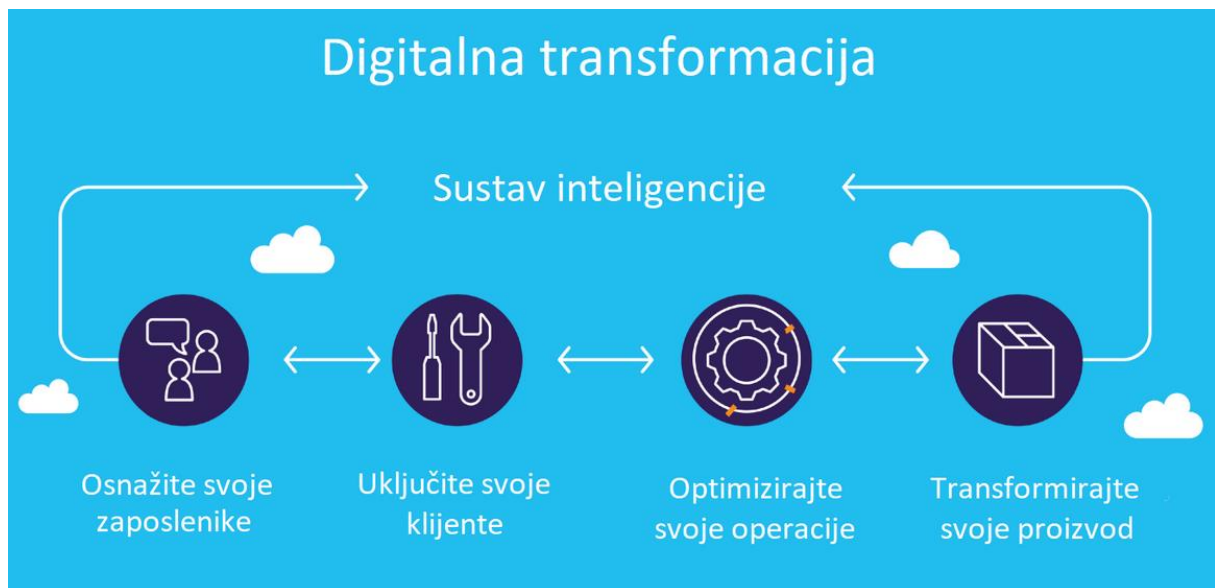 Digitalna transformacija
Sustav inteligencije
Osnažite svoje
zaposlenike
Uključite svoje
klijente
Optimizirajte
svoje operacije
Transformirajte
svoje proizvod